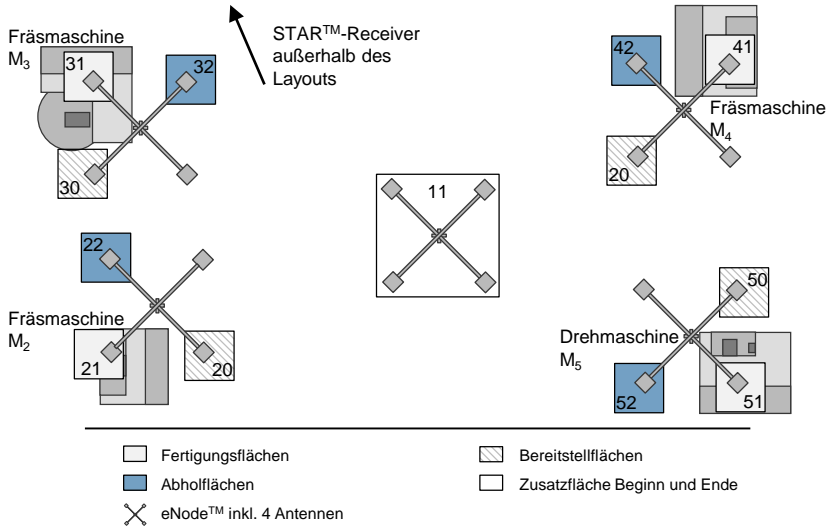 Fräsmaschine
M3
31
32
30
STAR™-Receiver
außerhalb des
Layouts
42
41
Fräsmaschine
M4
20
11
22
Fräsmaschine
M2
21
20
50
Drehmaschine
M5
52
51
Fertigungsflächen
Bereitstellflächen
Abholflächen
Zusatzfläche Beginn und Ende
eNode™ inkl. 4 Antennen